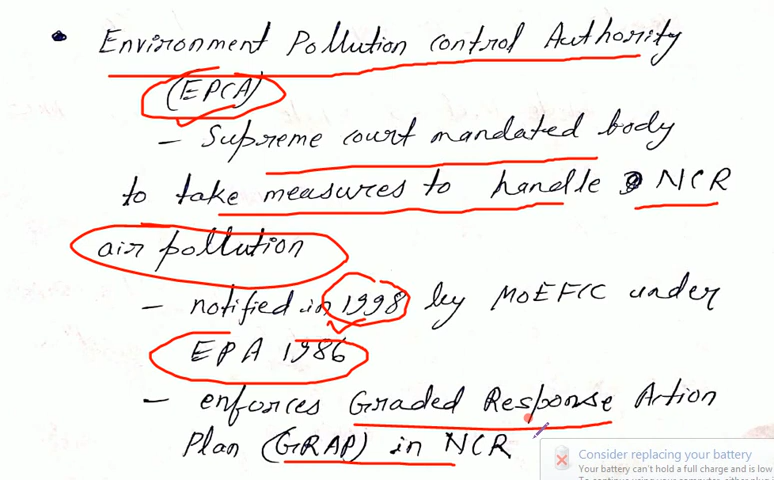 • Environment Pollution control Authority
(EPCA)
- Supreme court mandated body
to take measures to handle NCR
air pollution
- notified in 1998 by MoEFCC under
EPA 1986
- enforces Graded Response Action
Plan (GRAP) in NCR
Consider replacing your battery
Your battery can't hold a full charge and is low